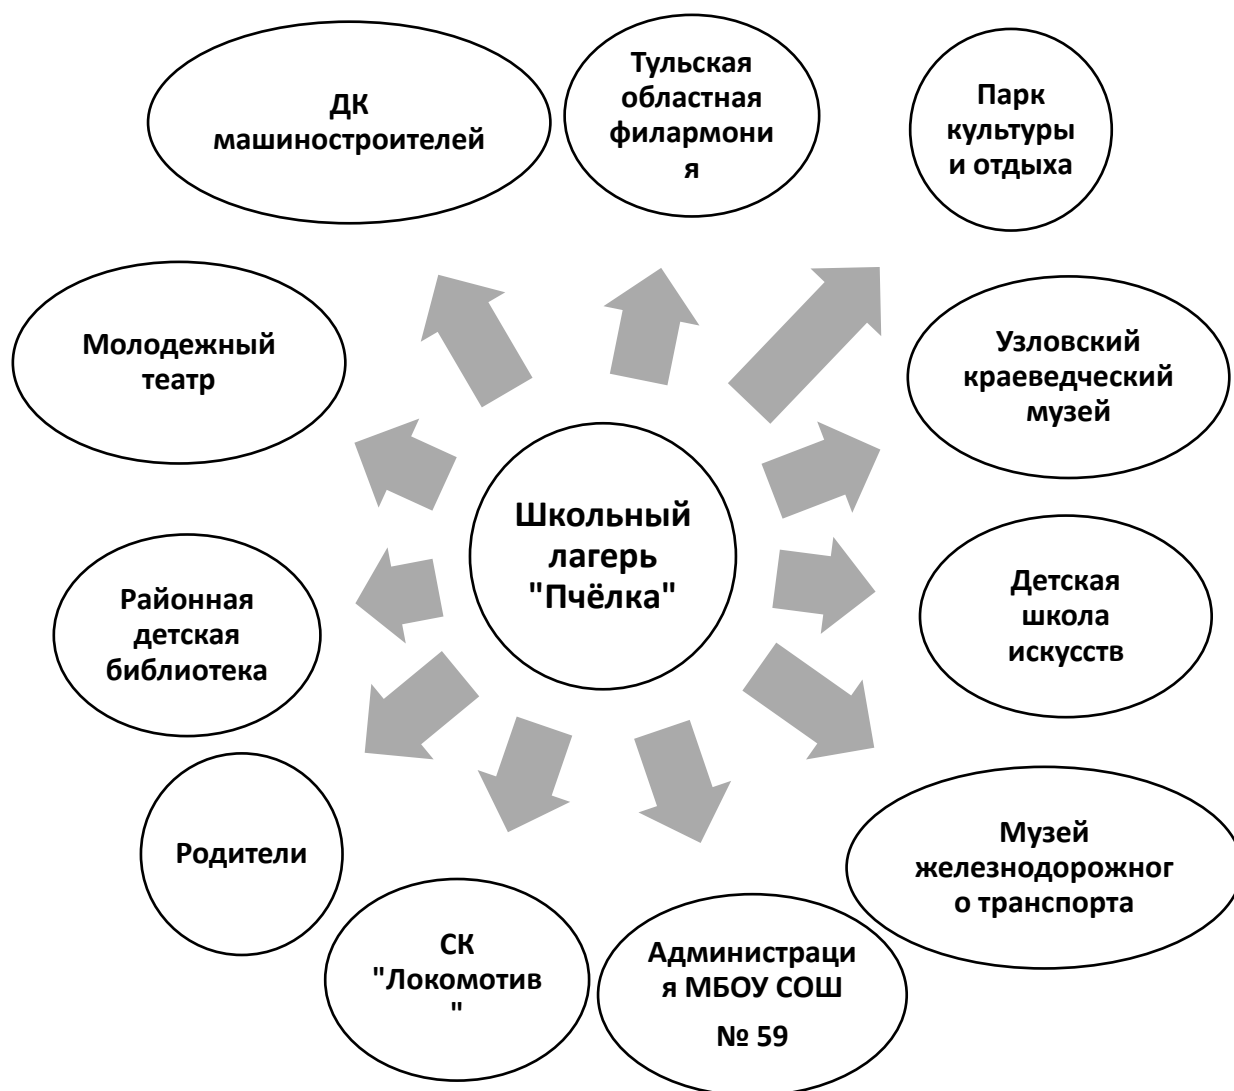 ДК
машиностроителей
Тульская
областная
филармони
я
Парк
культуры
и отдыха
Молодежный
театр
Узловский
краеведческий
музей
Школьный
лагерь
"Пчёлка"
Районная
детская
библиотека
Детская
школа
искусств
Родители
Музей
железнодорожног
о транспорта
СК
"Локомотив
"
Администраци
я МБОУ СОШ
№ 59